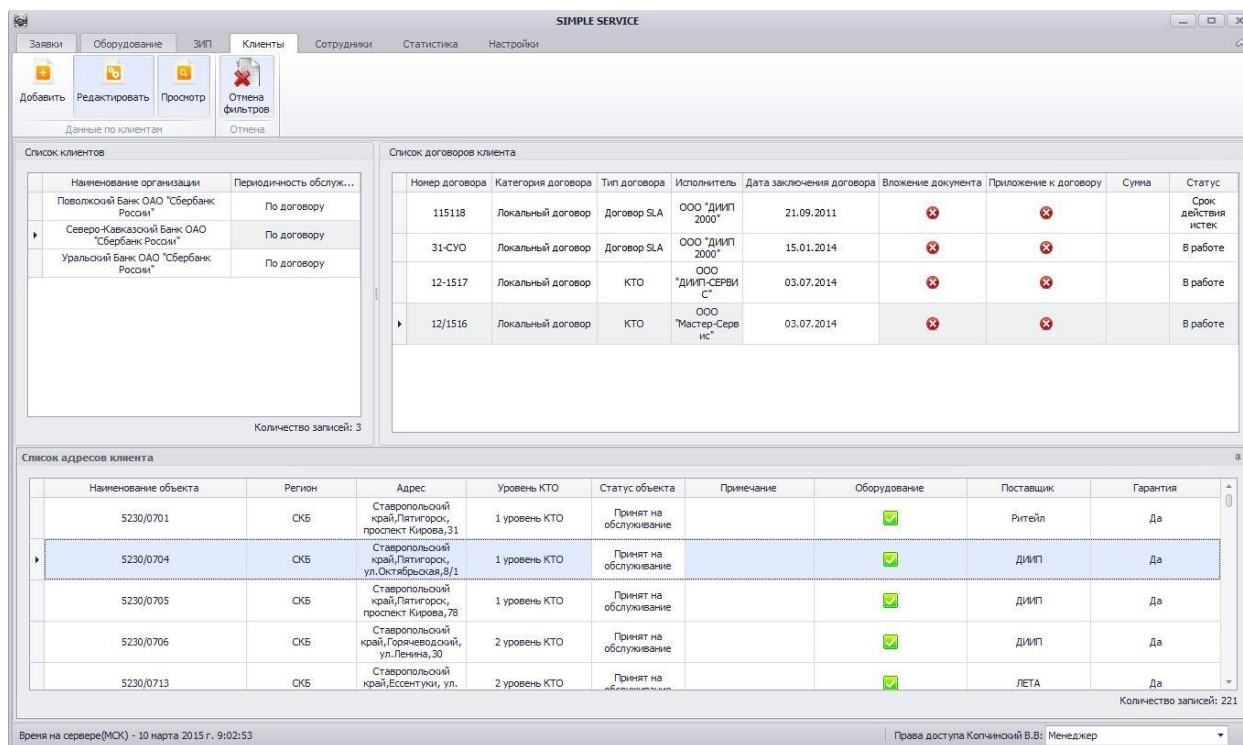 SIMPLE SERVICE
Заявки Оборудование ЗИП Клиенты Сотрудники Статистика Настройки
Добавить Редактировать Просмотр Отмена
фильтров
Данные по клиентам Отмена
Список клиентов
Наименование организации Периодичность обслуж...
Поволжский Банк ОАО "Сбербанк
России" По договору
Северо-Кавказский Банк ОАО
"Сбербанк России" По договору
Уральский Банк ОАО "Сбербанк
России" По договору
Количество записей: 3
Список договоров клиента
Номер договора Категория договора Тип договора Исполнитель Дата заключения договора Вложение документа Приложение к договору Сумма Статус
115118 Локальный договор Договор SLA ООО "ДИИП
2000" 21.09.2011 Срок
действия
истек
31-СУО Локальный договор Договор SLA ООО "ДИИП
2000" 15.01.2014 В работе
12-1517 Локальный договор КТО ООО
"ДИИП-СЕРВИ
С" 03.07.2014 В работе
12/1516 Локальный договор КТО ООО
"Мастер-Серв
ис" 03.07.2014 В работе
Список адресов клиента
Наименование объекта Регион Адрес Уровень КТО Статус объекта Примечание Оборудование Поставщик Гарантия
5230/0701 СКБ Ставропольский
край,Пятигорск,
проспект Кирова,31 1 уровень КТО Принят на
обслуживание Ритейл Да
5230/0704 СКБ Ставропольский
край,Пятигорск,
ул.Октябрьская,8/1 1 уровень КТО Принят на
обслуживание ДИИП Да
5230/0705 СКБ Ставропольский
край,Пятигорск,
проспект Кирова,78 1 уровень КТО Принят на
обслуживание ДИИП Да
5230/0706 СКБ Ставропольский
край,Горячеводский,
ул.Ленина,30 2 уровень КТО Принят на
обслуживание ДИИП Да
5230/0713 СКБ Ставропольский
край,Ессентуки, ул. 2 уровень КТО Принят на
обслуживание ЛЕТА Да
Количество записей: 221
Время на сервере(МСК) - 10 марта 2015 г. 9:02:53 Права доступа Копчинский В.В: Менеджер